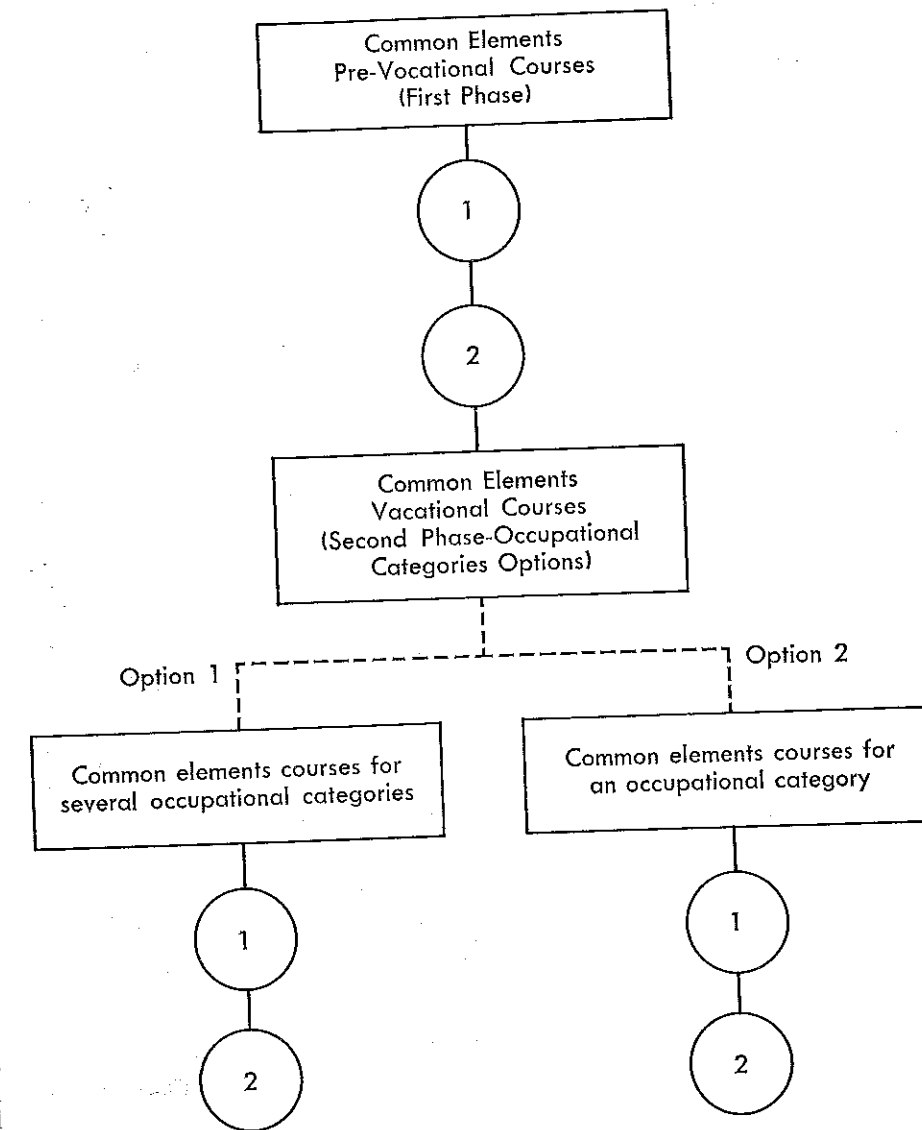 Common Elements
Pre-Vocational Courses
(First Phase)
1
2
Common Elements
Vacational Courses
(Second Phase-Occupational
Categories Options)
Option 1
Option 2
Common elements courses for
several occupational categories
Common elements courses for
an occupational category
1
1
2
2